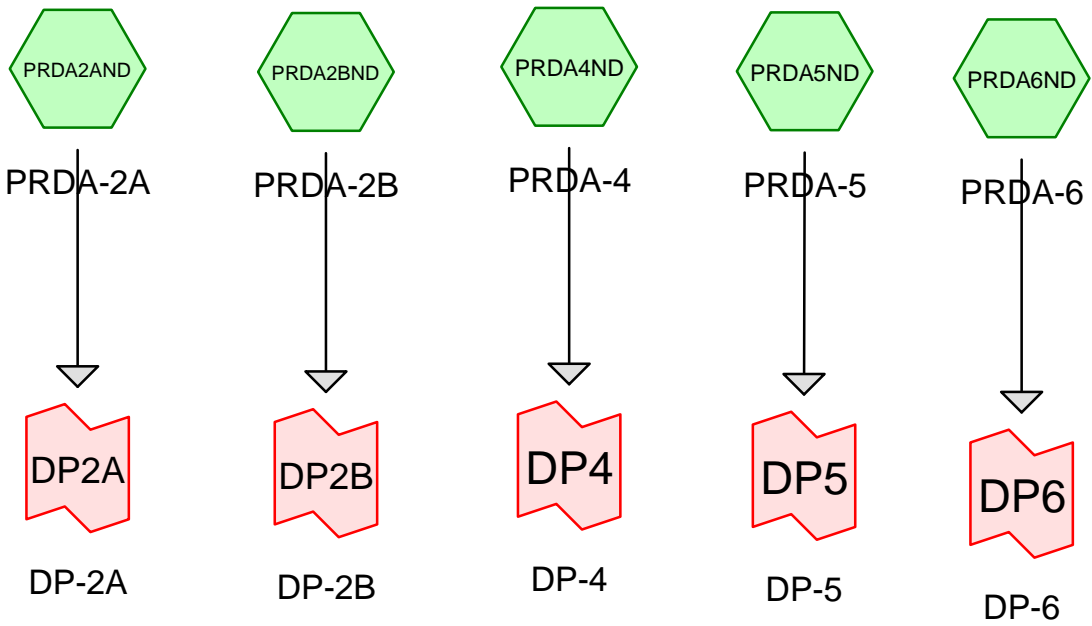 PRDA2AND
PRDA2BND
PRDA4ND
PRDA5ND
PRDA6ND
PRDA-2A
PRDA-2B
PRDA-4
PRDA-5
PRDA-6
DP2A
DP2B
DP4
DP5
DP6
DP-2A
DP-2B
DP-4
DP-5
DP-6